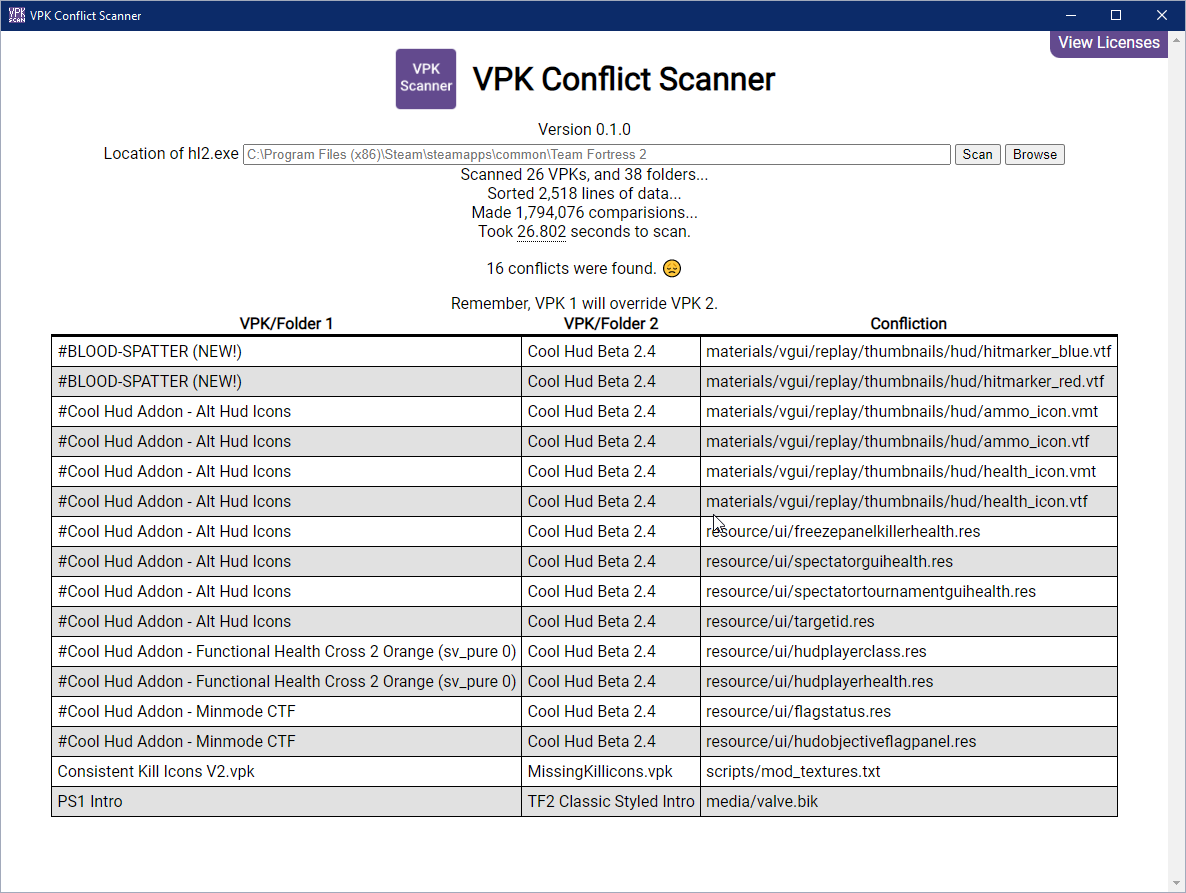 VPK SCAN VPK Conflict Scanner
View Licenses
VPK
Scanner
VPK Conflict Scanner
Version 0.1.0
Location of hl2.exe C:\Program Files (x86)\Steam\steamapps\common\Team Fortress 2 Scan Browse
Scanned 26 VPKs, and 38 folders...
Sorted 2,518 lines of data...
Made 1,794,076 comparisions...
Took 26.802 seconds to scan.
16 conflicts were found. 😞
Remember, VPK 1 will override VPK 2.
VPK/Folder 1 VPK/Folder 2 Confliction
#BLOOD-SPATTER (NEW!) Cool Hud Beta 2.4 materials/vgui/replay/thumbnails/hud/hitmarker_blue.vtf
#BLOOD-SPATTER (NEW!) Cool Hud Beta 2.4 materials/vgui/replay/thumbnails/hud/hitmarker_red.vtf
#Cool Hud Addon - Alt Hud Icons Cool Hud Beta 2.4 materials/vgui/replay/thumbnails/hud/ammo_icon.vmt
#Cool Hud Addon - Alt Hud Icons Cool Hud Beta 2.4 materials/vgui/replay/thumbnails/hud/ammo_icon.vtf
#Cool Hud Addon - Alt Hud Icons Cool Hud Beta 2.4 materials/vgui/replay/thumbnails/hud/health_icon.vmt
#Cool Hud Addon - Alt Hud Icons Cool Hud Beta 2.4 materials/vgui/replay/thumbnails/hud/health_icon.vtf
#Cool Hud Addon - Alt Hud Icons Cool Hud Beta 2.4 resource/ui/freezepanelkillerhealth.res
#Cool Hud Addon - Alt Hud Icons Cool Hud Beta 2.4 resource/ui/spectatorguihealth.res
#Cool Hud Addon - Alt Hud Icons Cool Hud Beta 2.4 resource/ui/spectatortournamentguihealth.res
#Cool Hud Addon - Alt Hud Icons Cool Hud Beta 2.4 resource/ui/targetid.res
#Cool Hud Addon - Functional Health Cross 2 Orange (sv_pure 0) Cool Hud Beta 2.4 resource/ui/hudplayerclass.res
#Cool Hud Addon - Functional Health Cross 2 Orange (sv_pure 0) Cool Hud Beta 2.4 resource/ui/hudplayerhealth.res
#Cool Hud Addon - Minmode CTF Cool Hud Beta 2.4 resource/ui/flagstatus.res
#Cool Hud Addon - Minmode CTF Cool Hud Beta 2.4 resource/ui/hudobjectiveflagpanel.res
Consistent Kill Icons V2.vpk MissingKillicons.vpk scripts/mod_textures.txt
PS1 Intro TF2 Classic Styled Intro media/valve.bik